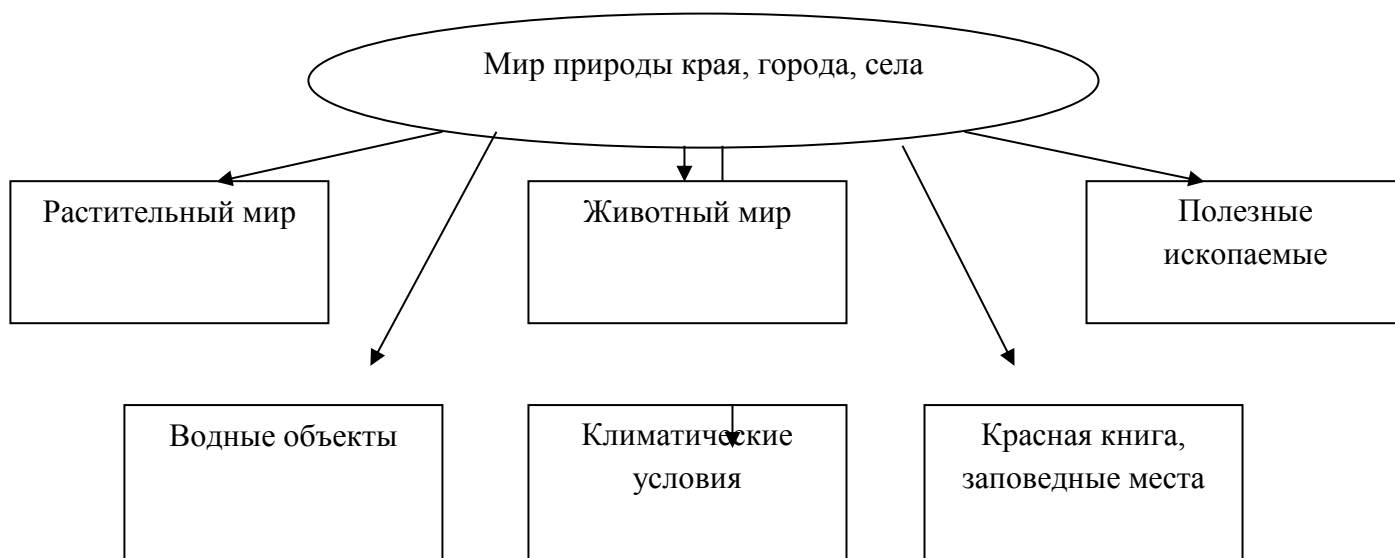 Мир природы края, города, села
Растительный мир
Животный мир
Полезные
ископаемые
Водные объекты
Климатические
условия
Красная книга,
заповедные места